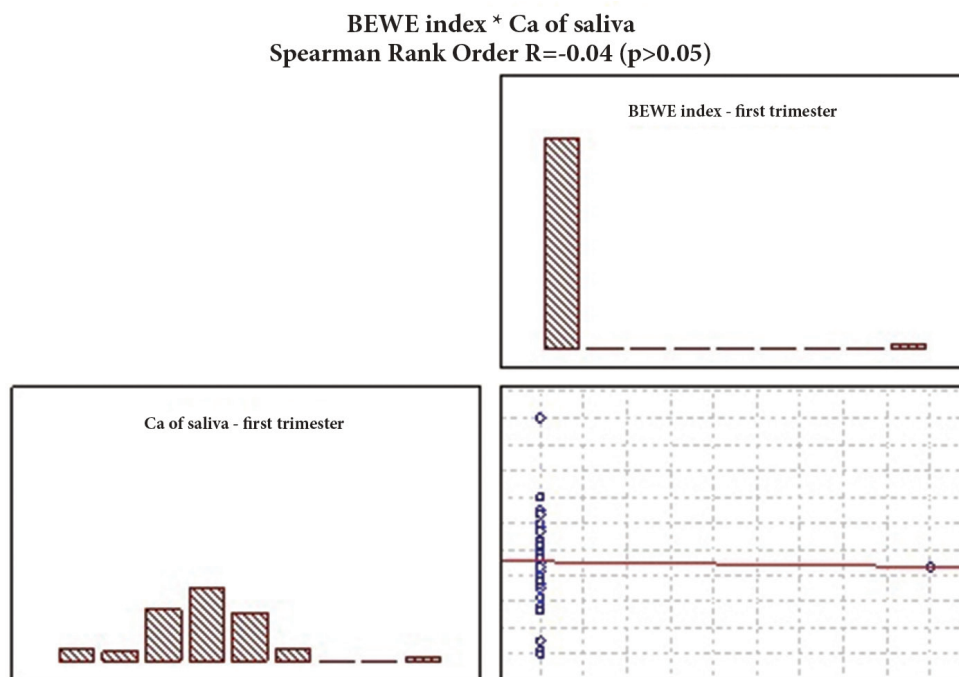 BEWE index * Ca of saliva
Spearman Rank Order R=-0.04 (p>0.05)
BEWE index - first trimester
Ca of saliva - first trimester